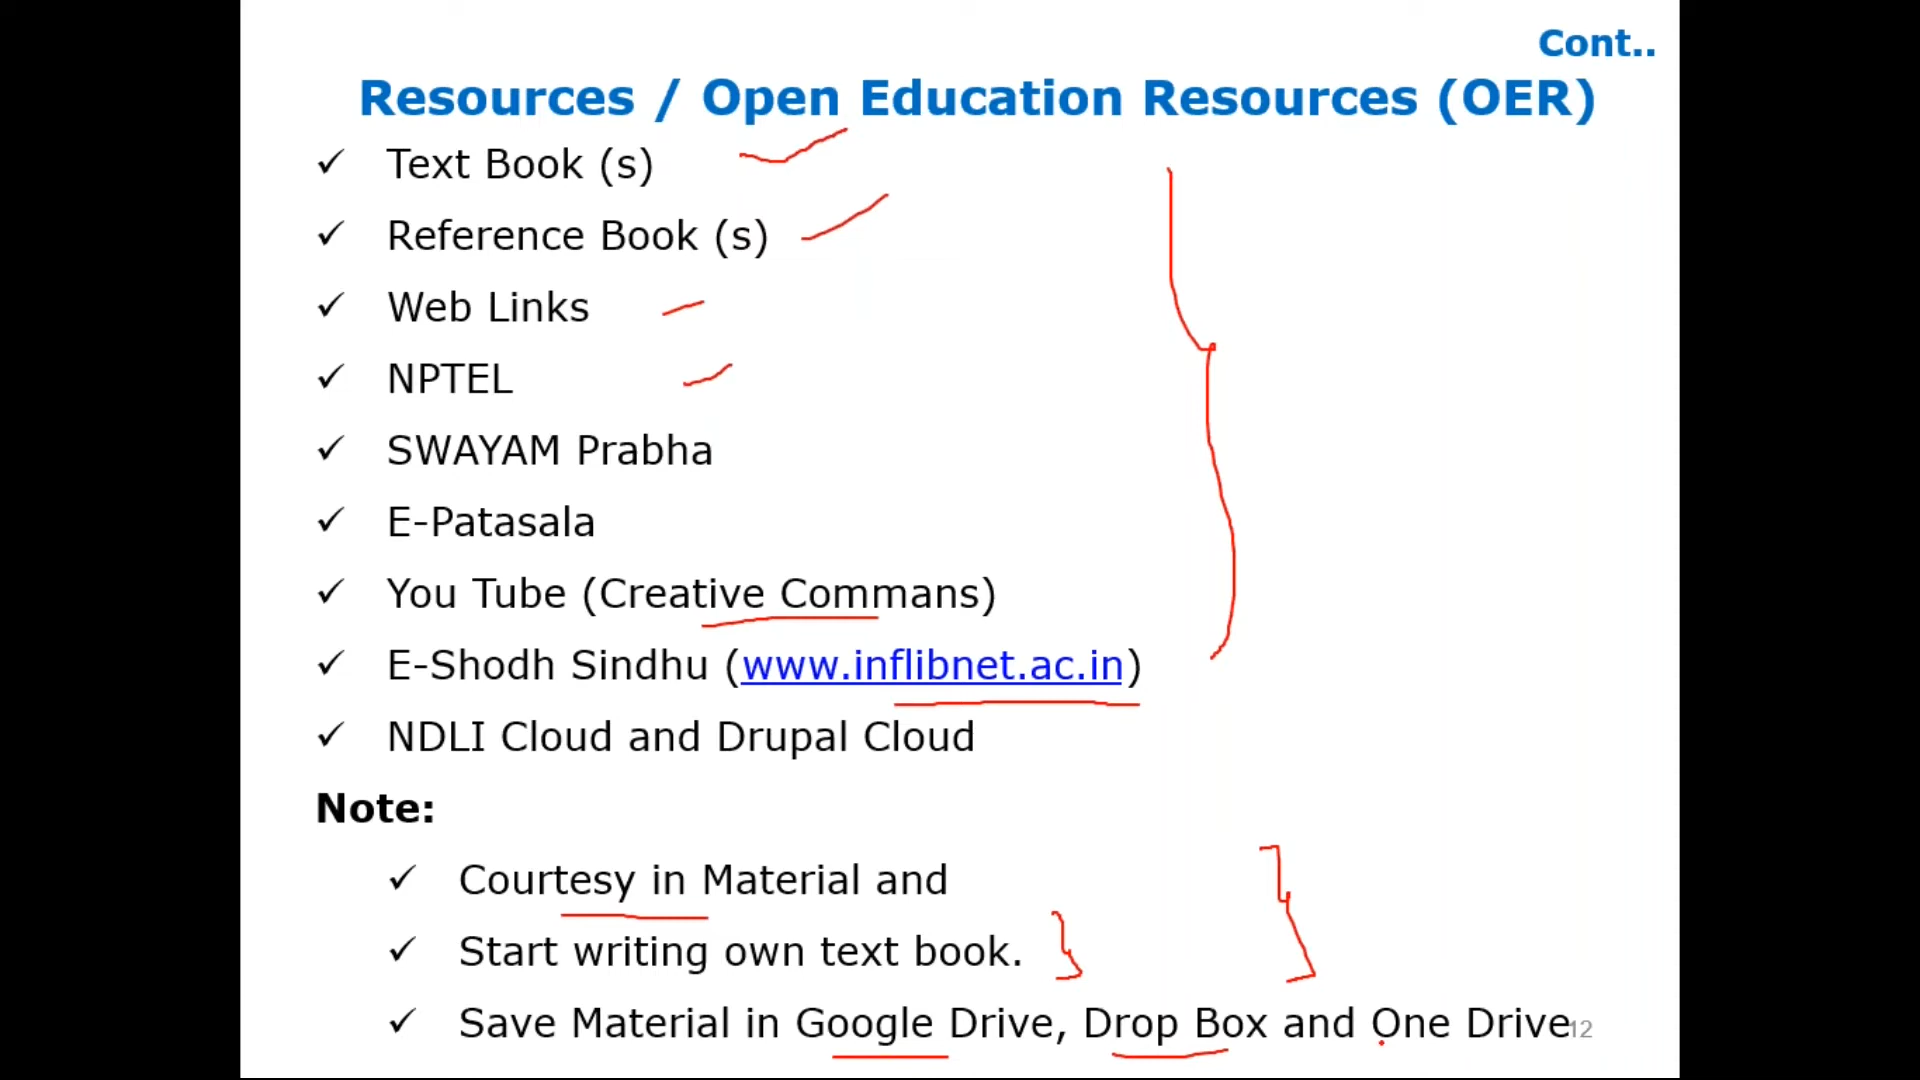 Cont..
Resources / Open Education Resources (OER)
✓ Text Book (s)
✓ Reference Book (s)
✓ Web Links
✓ NPTEL
✓ SWAYAM Prabha
✓ E-Patasala
✓ You Tube (Creative Commans)
✓ E-Shodh Sindhu (www.inflibnet.ac.in)
✓ NDLI Cloud and Drupal Cloud
Note:
✓ Courtesy in Material and
✓ Start writing own text book.
✓ Save Material in Google Drive, Drop Box and One Drive
12